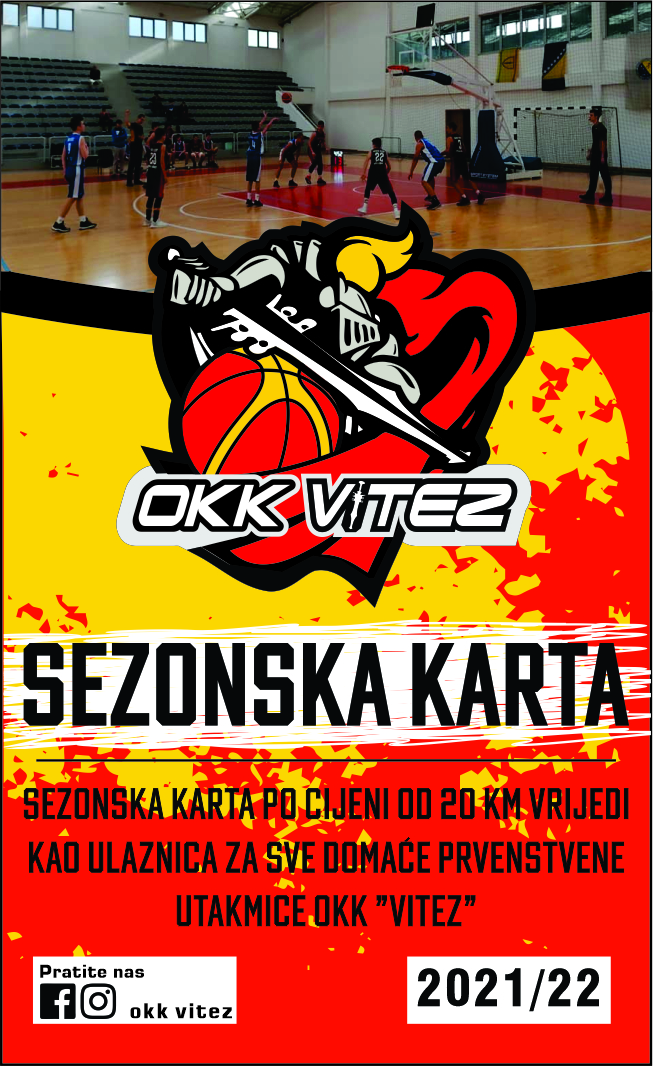 OKK VITEZ
SEZONSKA KARTA
SEZONSKA KARTA PO CIJENI OD 20 KM VRIJEDI
KAO ULAZNICA ZA SVE DOMAĆE PRVENSTVENE
UTAKMICE OKK ”VITEZ”
Pratite nas
okk vitez
2021/22